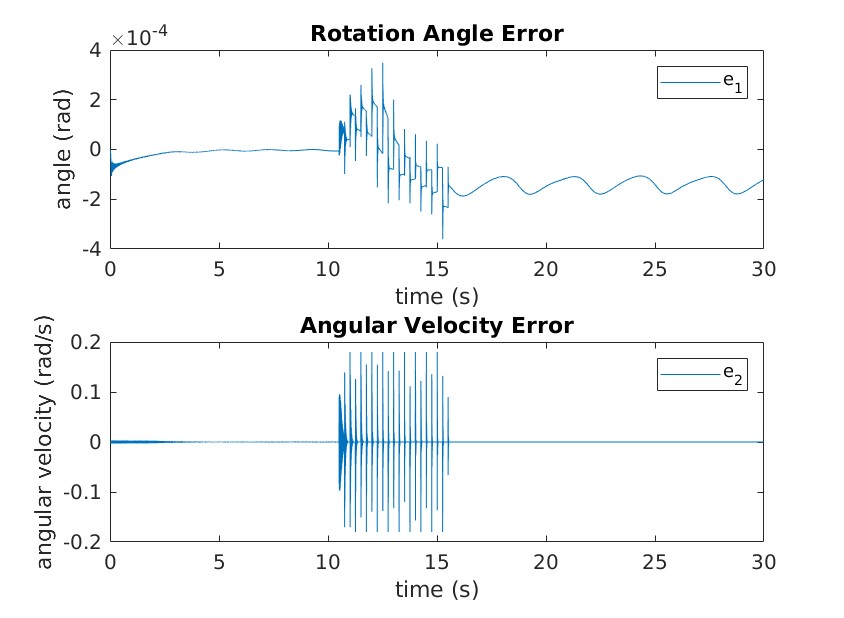 ×10⁻⁴
Rotation Angle Error
4
2
0
-2
-4
angle (rad)
e₁
0 5 10 15 20 25 30
time (s)
Angular Velocity Error
0.2
0.1
0
-0.1
-0.2
angular velocity (rad/s)
e₂
0 5 10 15 20 25 30
time (s)